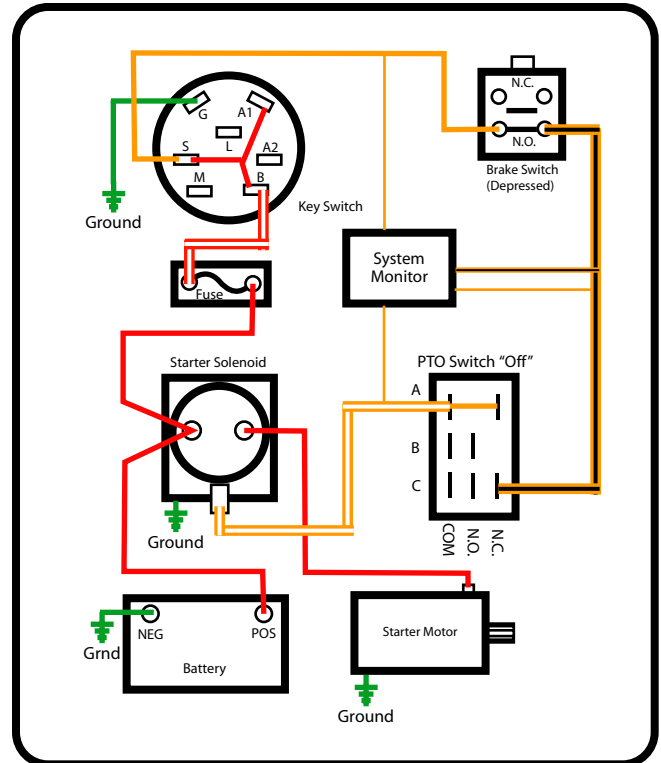 N.C.
G
A1
S
L
A2
N.O.
M
B
Brake Switch
(Depressed)
Key Switch
Ground
System
Monitor
Fuse
Starter Solenoid
PTO Switch “Off”
A
B
C
COM
N.O.
N.C.
Ground
NEG
POS
Grnd
Battery
Starter Motor
Ground